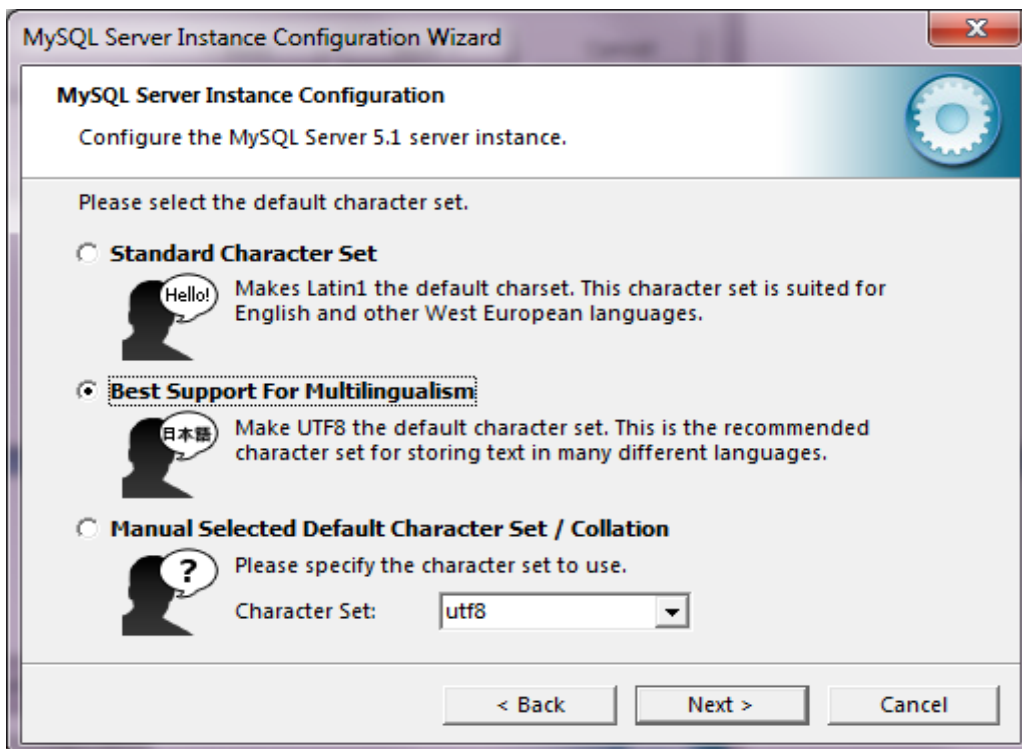 MySQL Server Instance Configuration Wizard
MySQL Server Instance Configuration
Configure the MySQL Server 5.1 server instance.
Please select the default character set.
Standard Character Set
Hello!
Makes Latin1 the default charset. This character set is suited for
English and other West European languages.
Best Support For Multilingualism
日本語
Make UTF8 the default character set. This is the recommended
character set for storing text in many different languages.
Manual Selected Default Character Set / Collation
?
Please specify the character set to use.
Character Set: utf8
< Back Next > Cancel